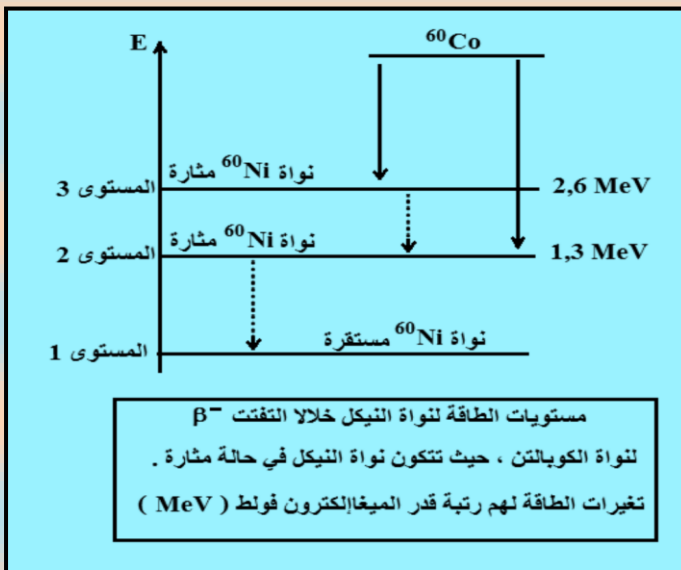 E
⁶⁰Co
نواة ⁶⁰Ni مثارة
المستوى 3
2,6 MeV
نواة ⁶⁰Ni مثارة
المستوى 2
1,3 MeV
نواة ⁶⁰Ni مستقرة
المستوى 1
مستويات الطاقة لنواة النيكل خلالا التفتت β⁻
لنواة الكوبالتن ، حيث تتكون نواة النيكل في حالة مثارة .
تغيرات الطاقة لهم رتبة قدر الميغاإلكترون فولط ( MeV )